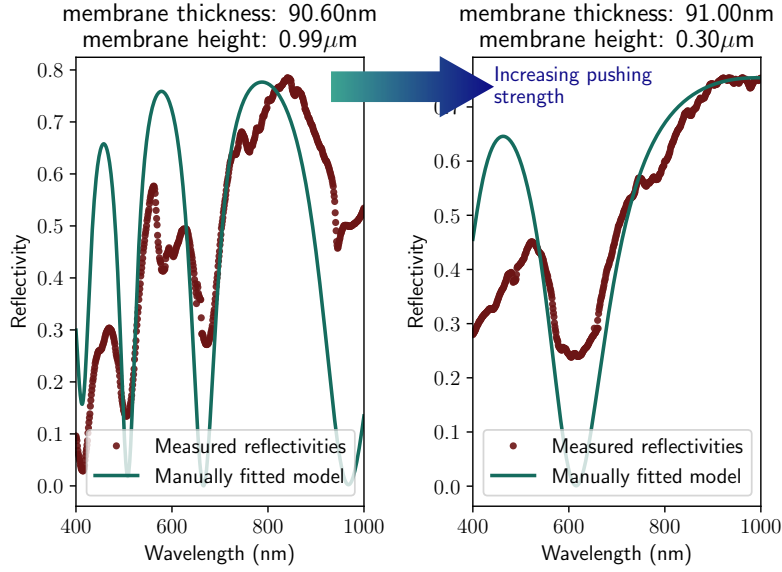 membrane thickness: 90.60nm
membrane height: 0.99μm
membrane thickness: 91.00nm
membrane height: 0.30μm
Increasing pushing
strength
0.8
0.7
0.6
0.5
0.4
0.3
0.2
0.1
0.0
Reflectivity
400
600
800
1000
Wavelength (nm)
Measured reflectivities
Manually fitted model
0.6
0.5
0.4
0.3
0.2
0.1
0.0
Reflectivity
400
600
800
1000
Wavelength (nm)
Measured reflectivities
Manually fitted model